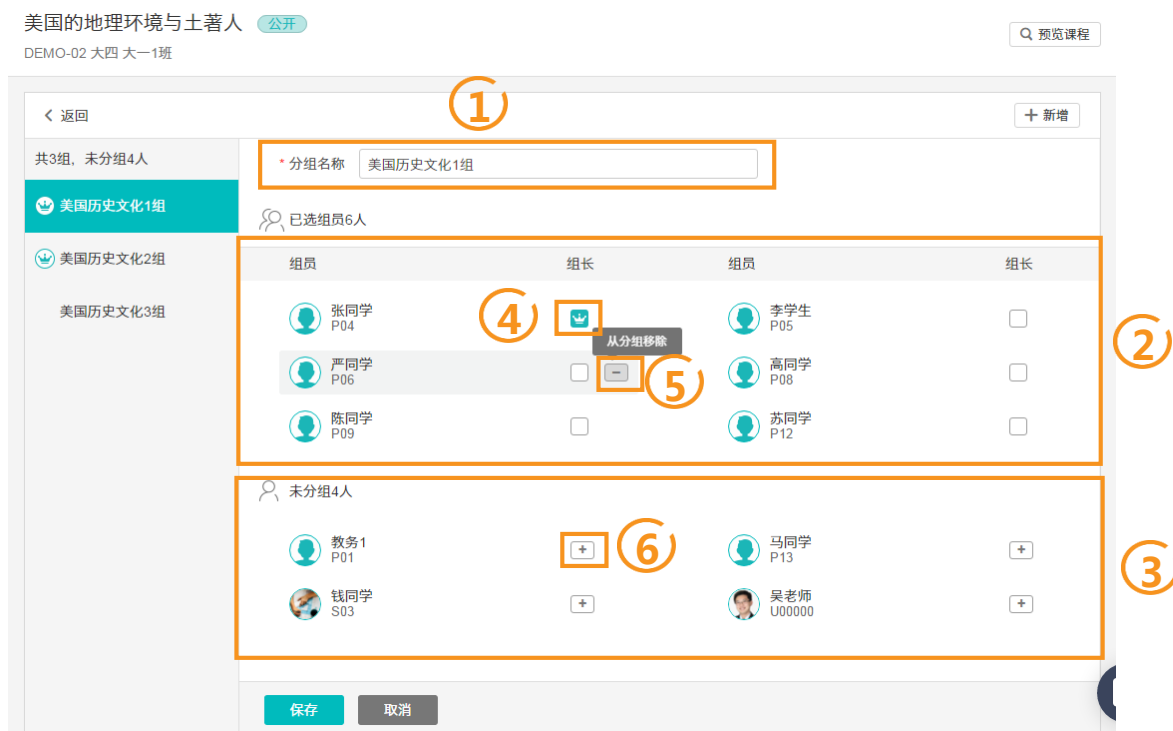 美国的地理环境与土著人 公开
DEMO-02 大四 大一1班
预览课程
①
返回
新增
共3组，未分组4人
* 分组名称 美国历史文化1组
美国历史文化1组
已选组员6人
美国历史文化2组
组员 组长 组员 组长
美国历史文化3组
张同学
P04
④
李学生
P05
②
从分组移除
严同学
P06
⑤
高同学
P08
陈同学
P09
苏同学
P12
未分组4人
教务1
P01
⑥
马同学
P13
③
钱同学
S03
吴老师
U00000
保存 取消